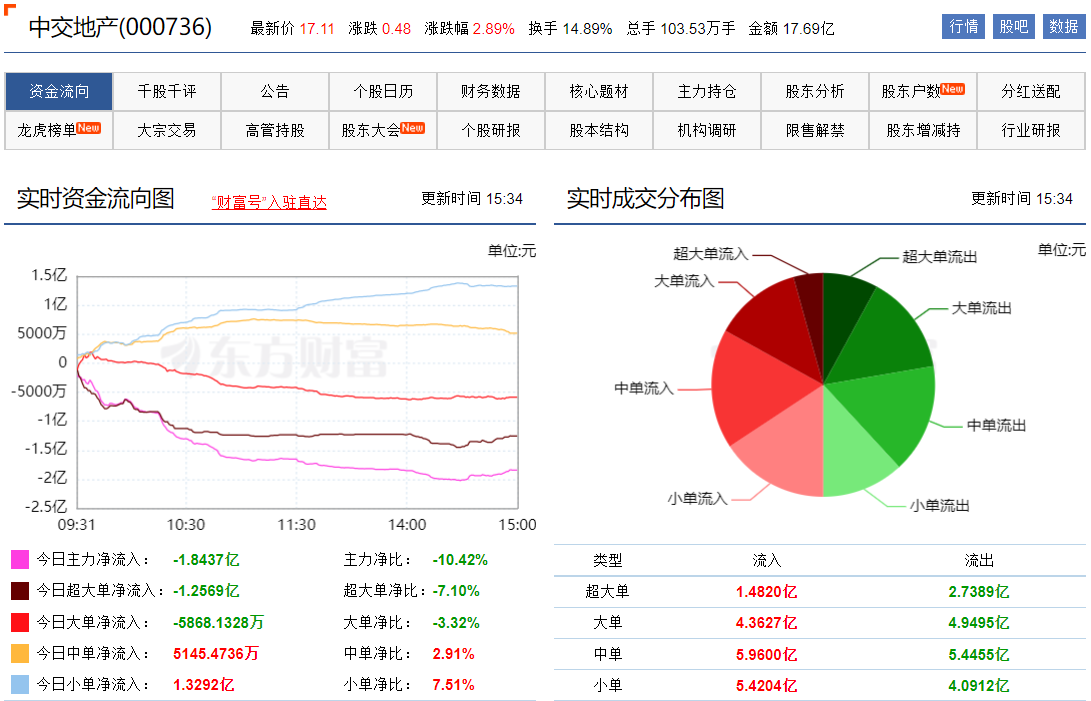 中交地产(000736) 最新价 17.11 涨跌 0.48 涨跌幅 2.89% 换手 14.89% 总手 103.53万手 金额 17.69亿 行情 股吧 数据
资金流向 千股千评 公告 个股日历 财务数据 核心题材 主力持仓 股东分析 股东户数New 分红送配
龙虎榜单New 大宗交易 高管持股 股东大会New 个股研报 股本结构 机构调研 限售解禁 股东增减持 行业研报
实时资金流向图 “财富号”入驻直达 更新时间 15:34
单位:元
1.5亿
1亿
5000万
0
-5000万
-1亿
-1.5亿
-2亿
-2.5亿
09:31 10:30 11:30 14:00 15:00
东方财富
今日主力净流入： -1.8437亿 主力净比： -10.42%
今日超大单净流入： -1.2569亿 超大单净比： -7.10%
今日大单净流入： -5868.1328万 大单净比： -3.32%
今日中单净流入： 5145.4736万 中单净比： 2.91%
今日小单净流入： 1.3292亿 小单净比： 7.51%
实时成交分布图 更新时间 15:34
单位:元
超大单流入 超大单流出
大单流入 大单流出
中单流入 中单流出
小单流入 小单流出
类型 流入 流出
超大单 1.4820亿 2.7389亿
大单 4.3627亿 4.9495亿
中单 5.9600亿 5.4455亿
小单 5.4204亿 4.0912亿